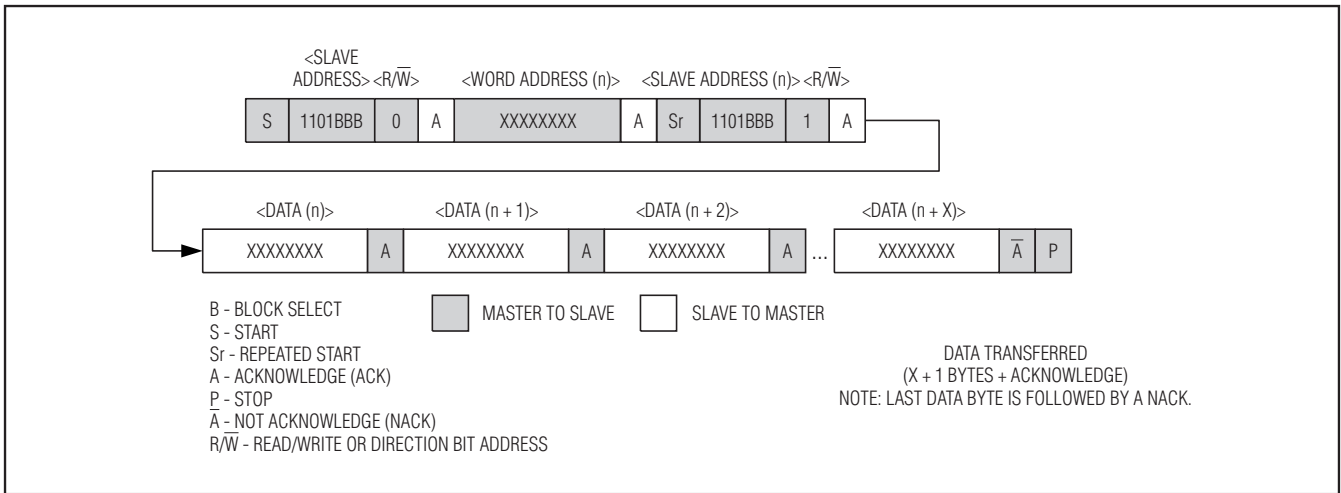 <SLAVE
ADDRESS> <R/W̅> <WORD ADDRESS (n)> <SLAVE ADDRESS (n)> <R/W̅>
S 1101BBB 0 A XXXXXXXX A Sr 1101BBB 1 A
<DATA (n)> <DATA (n + 1)> <DATA (n + 2)> <DATA (n + X)>
XXXXXXXX A XXXXXXXX A XXXXXXXX A ... XXXXXXXX A̅ P
B - BLOCK SELECT
S - START
Sr - REPEATED START
A - ACKNOWLEDGE (ACK)
P - STOP
A̅ - NOT ACKNOWLEDGE (NACK)
R/W̅ - READ/WRITE OR DIRECTION BIT ADDRESS
MASTER TO SLAVE SLAVE TO MASTER
DATA TRANSFERRED
(X + 1 BYTES + ACKNOWLEDGE)
NOTE: LAST DATA BYTE IS FOLLOWED BY A NACK.